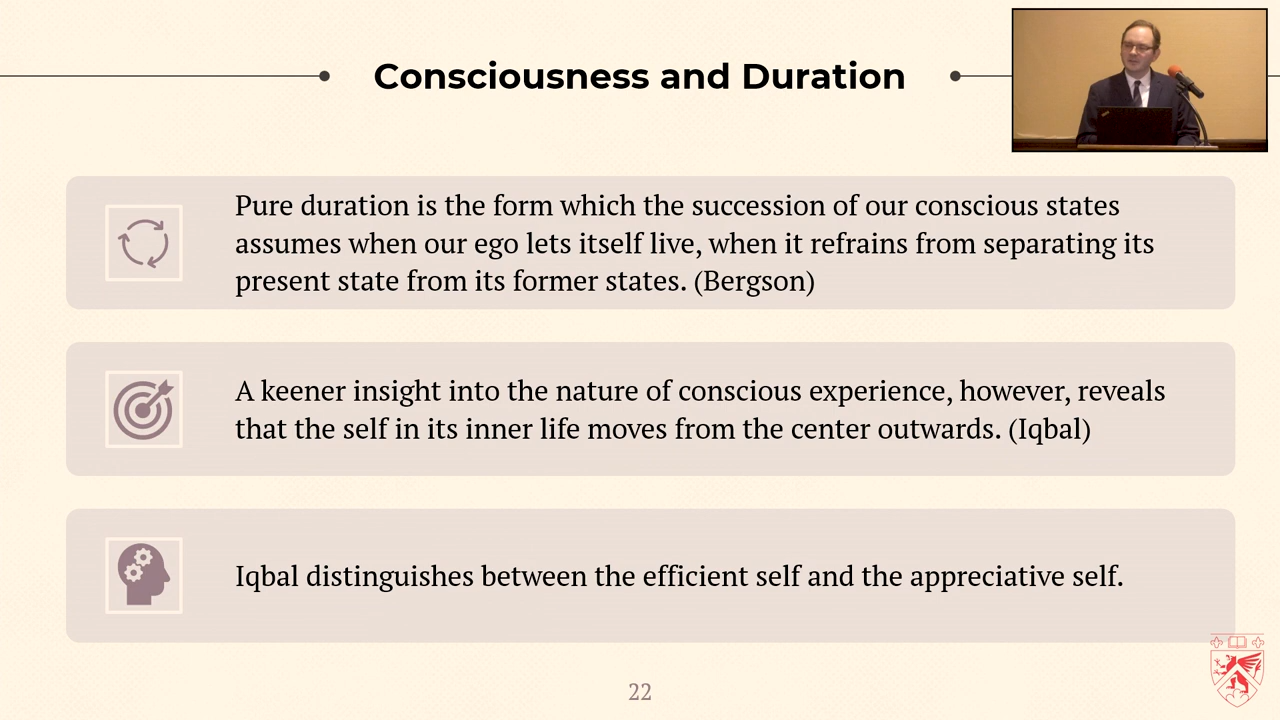 Consciousness and Duration
Pure duration is the form which the succession of our conscious states
assumes when our ego lets itself live, when it refrains from separating its
present state from its former states. (Bergson)
A keener insight into the nature of conscious experience, however, reveals
that the self in its inner life moves from the center outwards. (Iqbal)
Iqbal distinguishes between the efficient self and the appreciative self.
22